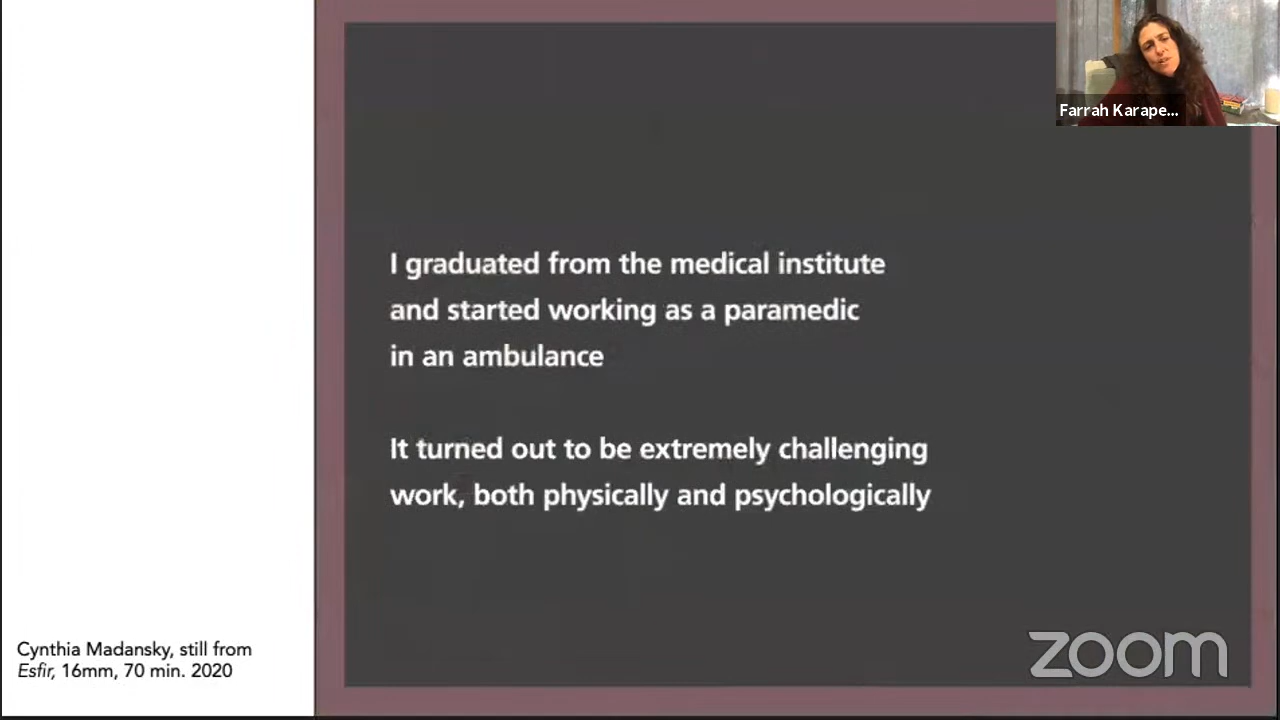 Farrah Karape...
I graduated from the medical institute
and started working as a paramedic
in an ambulance
It turned out to be extremely challenging
work, both physically and psychologically
Cynthia Madansky, still from
Esfir, 16mm, 70 min. 2020
zoom